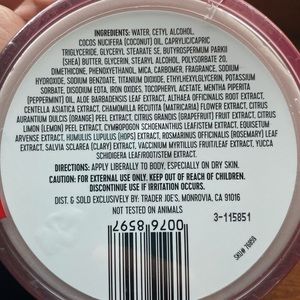 INGREDIENTS: WATER, CETYL ALCOHOL,
COCOS NUCIFERA (COCONUT) OIL, CAPRYLIC/CAPRIC
TRIGLYCERIDE, GLYCERYL STEARATE SE, BUTYROSPERMUM PARKII
(SHEA) BUTTER, GLYCERIN, STEARYL ALCOHOL, POLYSORBATE 20,
DIMETHICONE, PHENOXYETHANOL, MICA, CARBOMER, FRAGRANCE, SODIUM
HYDROXIDE, SODIUM BENZOATE, TITANIUM DIOXIDE, ETHYLHEXYLGLYCERIN, POTASSIUM
SORBATE, DISODIUM EDTA, IRON OXIDES, TOCOPHERYL ACETATE, MENTHA PIPERITA
(PEPPERMINT) OIL, ALOE BARBADENSIS LEAF EXTRACT, ALTHAEA OFFICINALIS ROOT EXTRACT,
CENTELLA ASIATICA EXTRACT, CHAMOMILLA RECUTITA (MATRICARIA) FLOWER EXTRACT, CITRUS
AURANTIUM DULCIS (ORANGE) PEEL EXTRACT, CITRUS GRANDIS (GRAPEFRUIT) FRUIT EXTRACT, CITRUS
LIMON (LEMON) PEEL EXTRACT, CYMBOPOGON SCHOENANTHUS LEAF/STEM EXTRACT, EQUISETUM
ARVENSE EXTRACT, HUMULUS LUPULUS (HOPS) EXTRACT, ROSMARINUS OFFICINALIS (ROSEMARY) LEAF
EXTRACT, SALVIA SCLAREA (CLARY) EXTRACT, VACCINIUM MYRTILLUS FRUIT/LEAF EXTRACT, YUCCA
SCHIDIGERA LEAF/ROOT/STEM EXTRACT.
DIRECTIONS: APPLY LIBERALLY TO BODY, ESPECIALLY ON DRY SKIN.
CAUTION: FOR EXTERNAL USE ONLY. KEEP OUT OF REACH OF CHILDREN.
DISCONTINUE USE IF IRRITATION OCCURS.
DIST. & SOLD EXCLUSIVELY BY: TRADER JOE'S, MONROVIA, CA 91016
NOT TESTED ON ANIMALS
3-115851
0076 8597
SKU# 76859